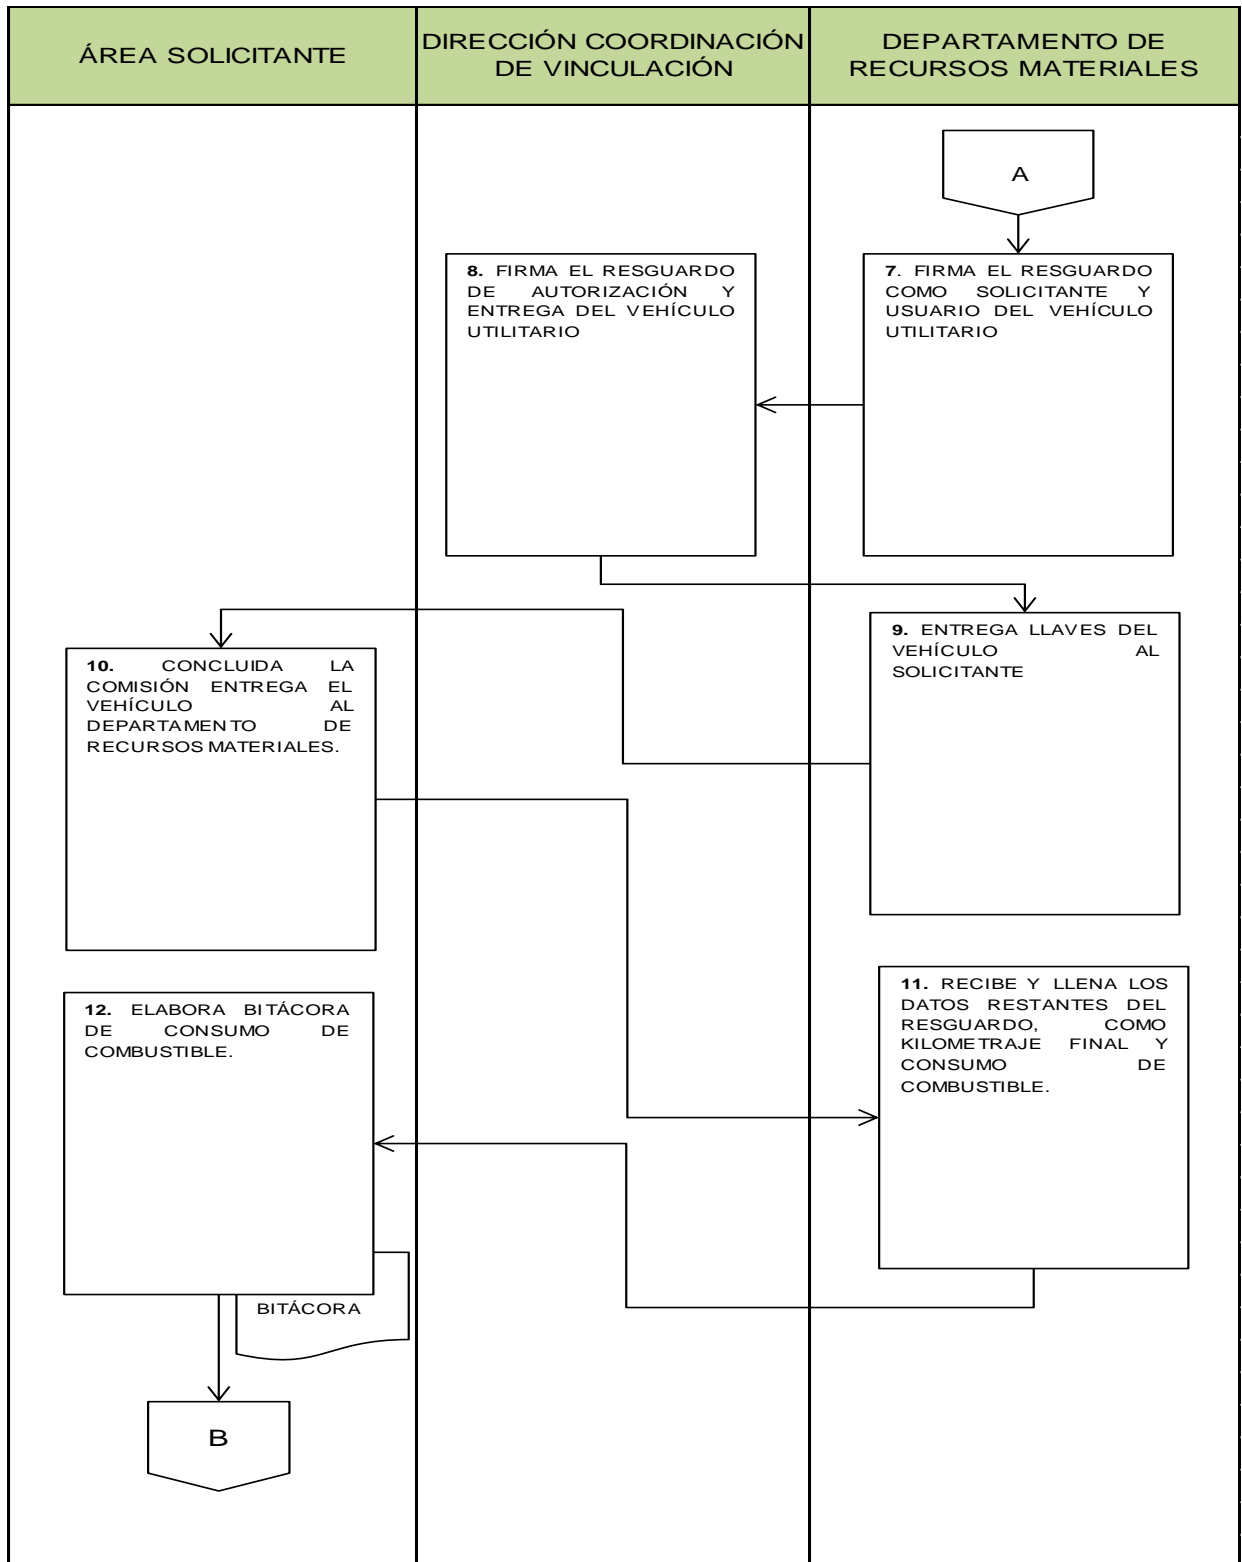 ÁREA SOLICITANTE
DIRECCIÓN COORDINACIÓN
DE VINCULACIÓN
DEPARTAMENTO DE
RECURSOS MATERIALES
A
7. FIRMA EL RESGUARDO
COMO SOLICITANTE Y
USUARIO DEL VEHÍCULO
UTILITARIO
8. FIRMA EL RESGUARDO
DE AUTORIZACIÓN Y
ENTREGA DEL VEHÍCULO
UTILITARIO
9. ENTREGA LLAVES DEL
VEHÍCULO AL
SOLICITANTE
10. CONCLUIDA LA
COMISIÓN ENTREGA EL
VEHÍCULO AL
DEPARTAMENTO DE
RECURSOS MATERIALES.
11. RECIBE Y LLENA LOS
DATOS RESTANTES DEL
RESGUARDO, COMO
KILOMETRAJE FINAL Y
CONSUMO DE
COMBUSTIBLE.
12. ELABORA BITÁCORA
DE CONSUMO DE
COMBUSTIBLE.
BITÁCORA
B